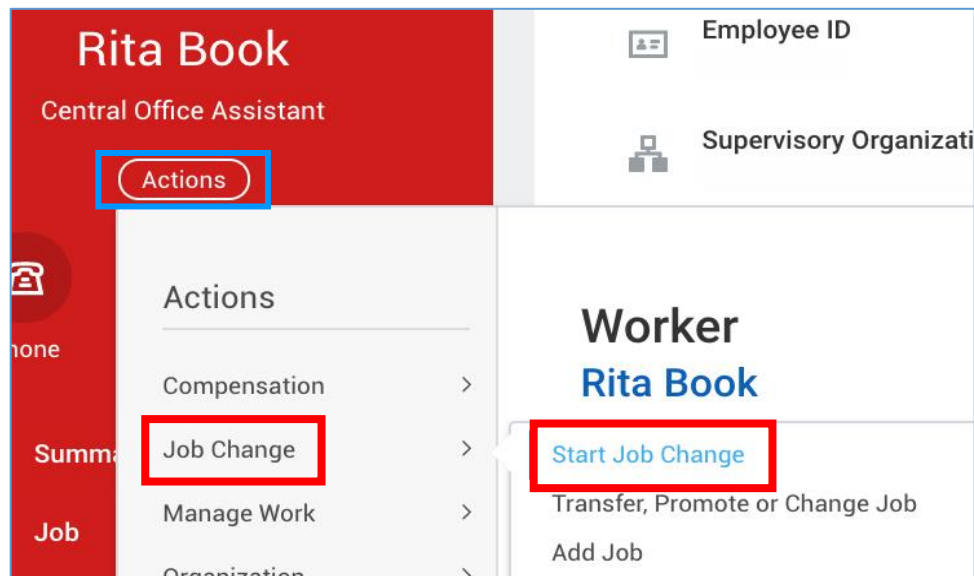 Rita Book
Central Office Assistant
Actions
Employee ID
Supervisory Organizati
hone
Summa
Job
Actions
Compensation
Job Change
Manage Work
Organization
Worker
Rita Book
Start Job Change
Transfer, Promote or Change Job
Add Job